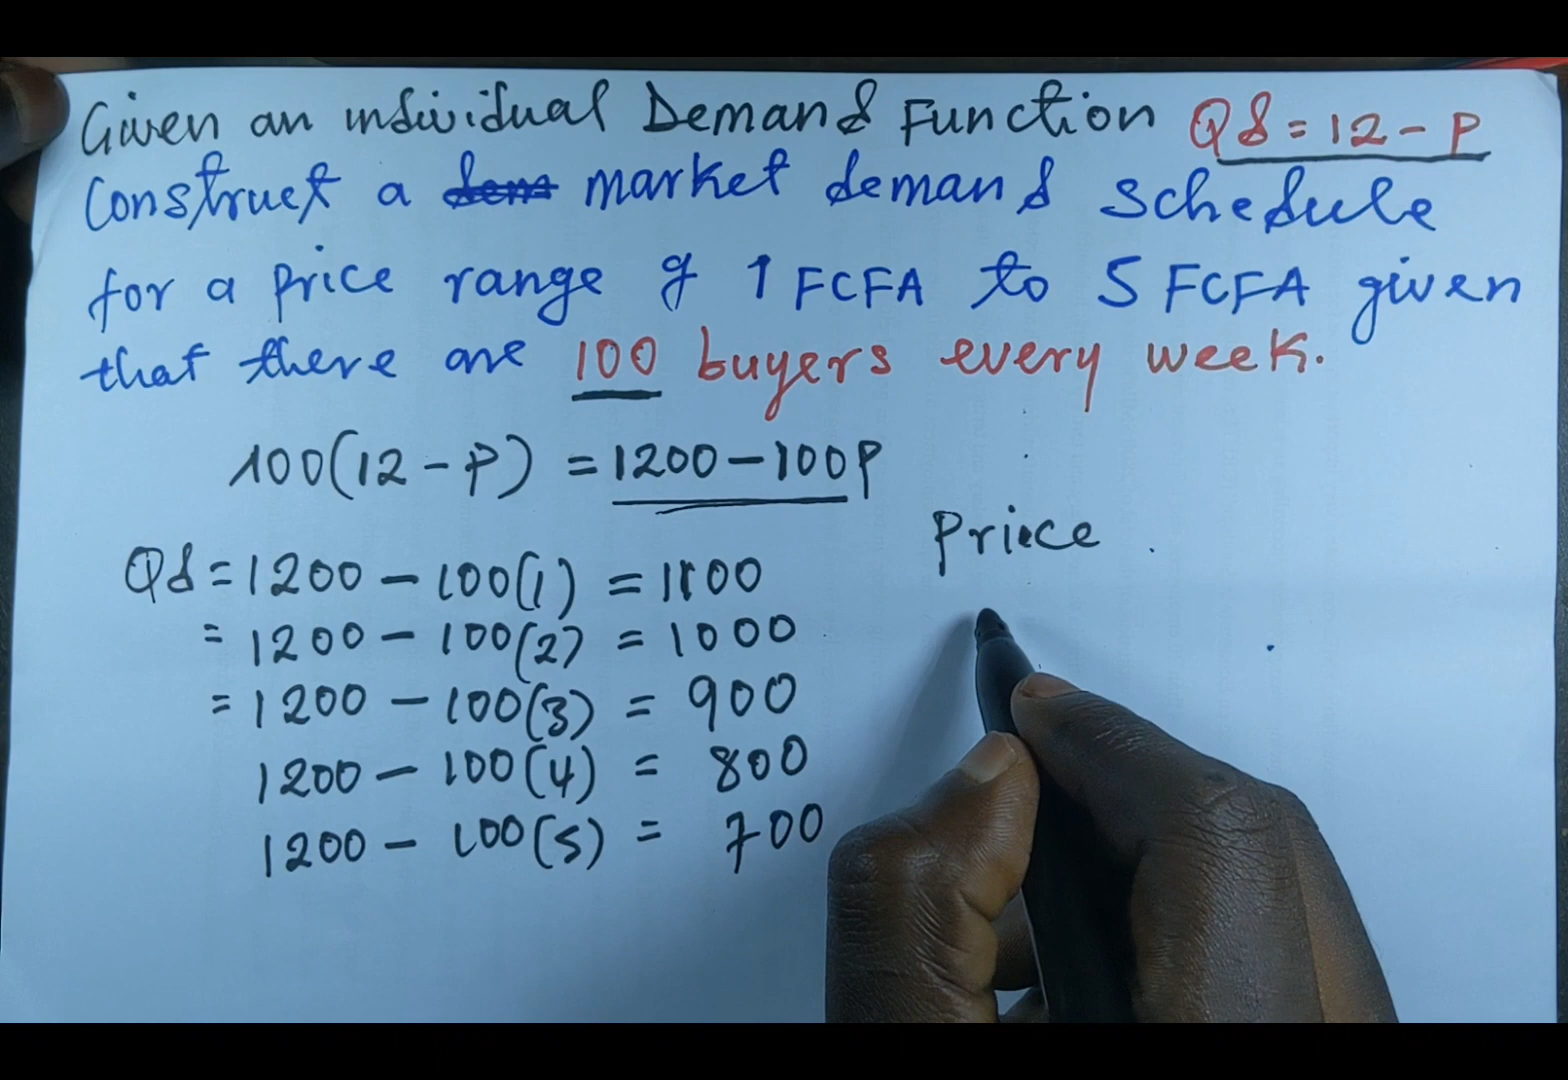 Given an individual Demand Function Qd = 12 - P
Construct a market demand schedule
for a price range of 1 FCFA to 5 FCFA given
that there are 100 buyers every week.
100(12 - P) = 1200 - 100P
Price
Qd = 1200 - 100(1) = 1100
= 1200 - 100(2) = 1000
= 1200 - 100(3) = 900
1200 - 100(4) = 800
1200 - 100(5) = 700